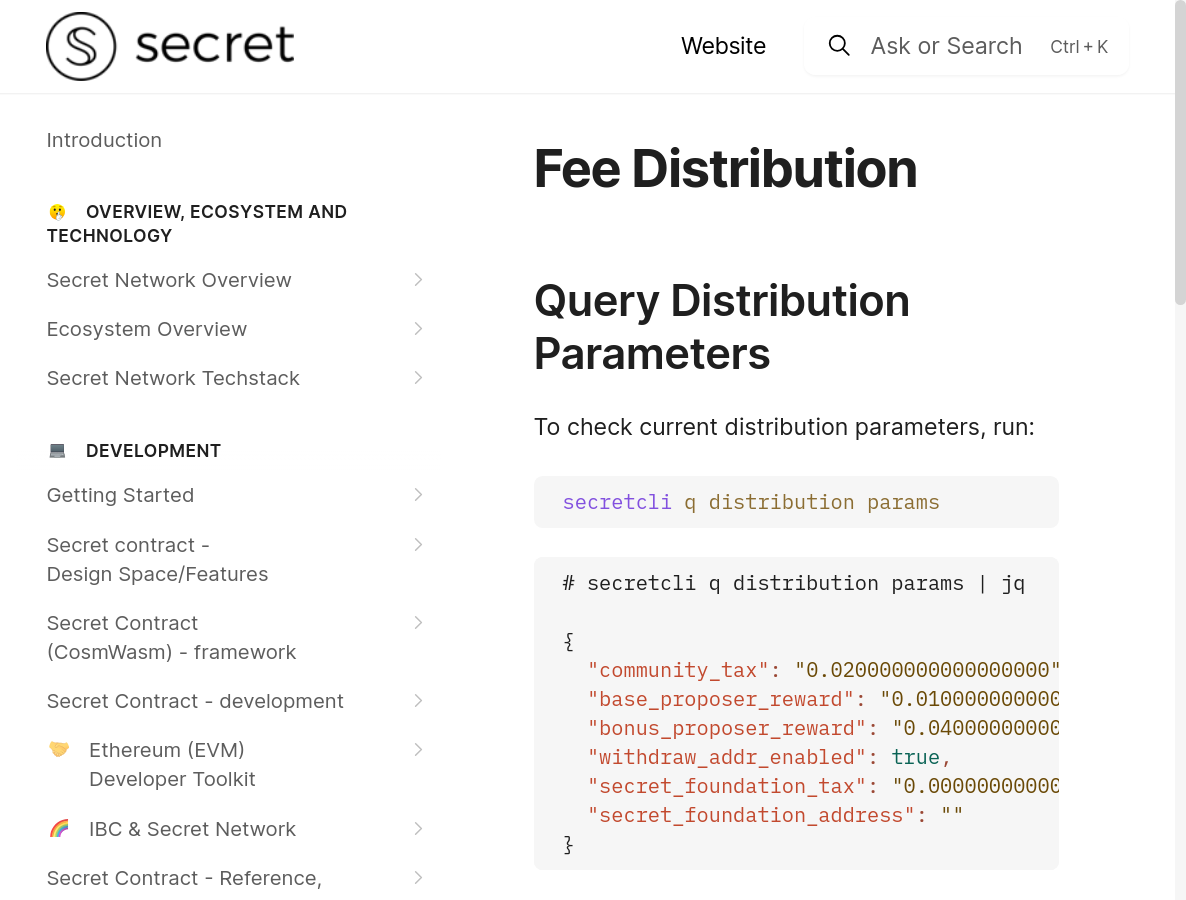 secret
Website
Ask or Search
Ctrl + K
Introduction
OVERVIEW, ECOSYSTEM AND
TECHNOLOGY
Secret Network Overview
Ecosystem Overview
Secret Network Techstack
DEVELOPMENT
Getting Started
Secret contract -
Design Space/Features
Secret Contract
(CosmWasm) - framework
Secret Contract - development
Ethereum (EVM)
Developer Toolkit
IBC & Secret Network
Secret Contract - Reference,
Fee Distribution
Query Distribution
Parameters
To check current distribution parameters, run:
secretcli q distribution params
# secretcli q distribution params | jq
{
"community_tax": "0.020000000000000000"
"base_proposer_reward": "0.010000000000
"bonus_proposer_reward": "0.04000000000
"withdraw_addr_enabled": true,
"secret_foundation_tax": "0.00000000000
"secret_foundation_address": ""
}